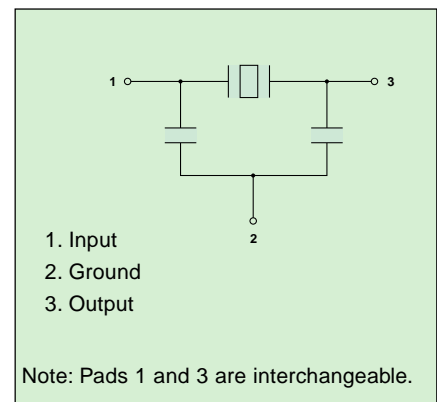 1
3
2
1. Input
2. Ground
3. Output
Note: Pads 1 and 3 are interchangeable.